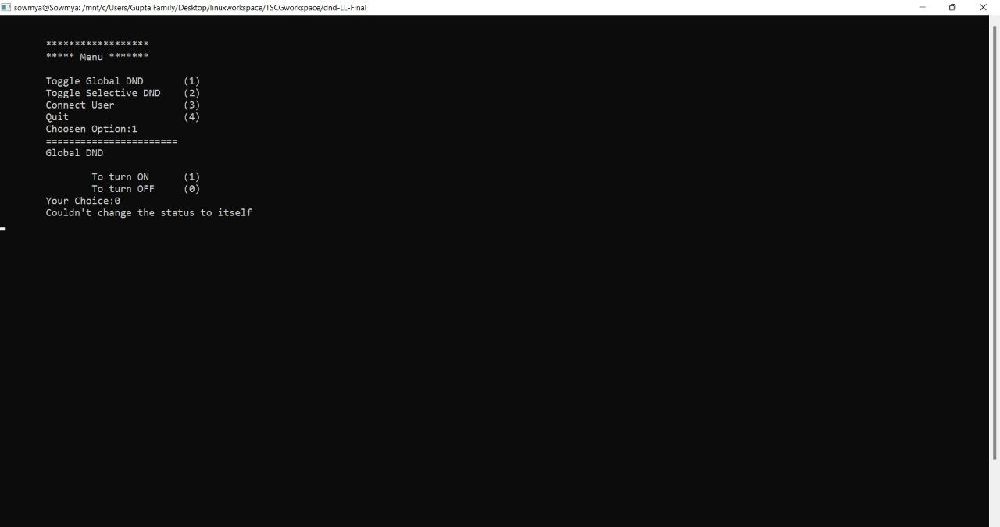 sowmya@Sowmya: /mnt/c/Users/Gupta Family/Desktop/linuxworkspace/TSCGworkspace/dnd-LL-Final
******************
***** Menu *******
Toggle Global DND (1)
Toggle Selective DND (2)
Connect User (3)
Quit (4)
Choosen Option:1
=======================
Global DND
To turn ON (1)
To turn OFF (0)
Your Choice:0
Couldn't change the status to itself